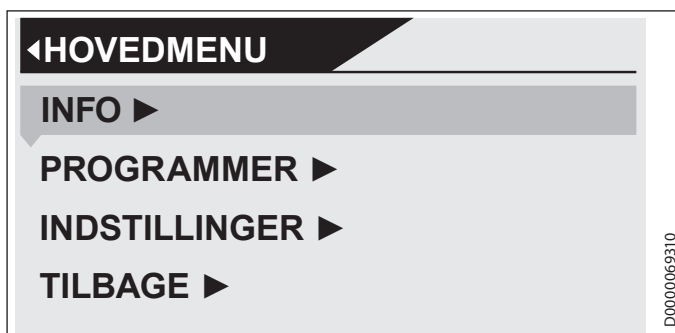 ◀HOVEDMENU
INFO ►
PROGRAMMER ►
INDSTILLINGER ►
TILBAGE ►
D0000069310